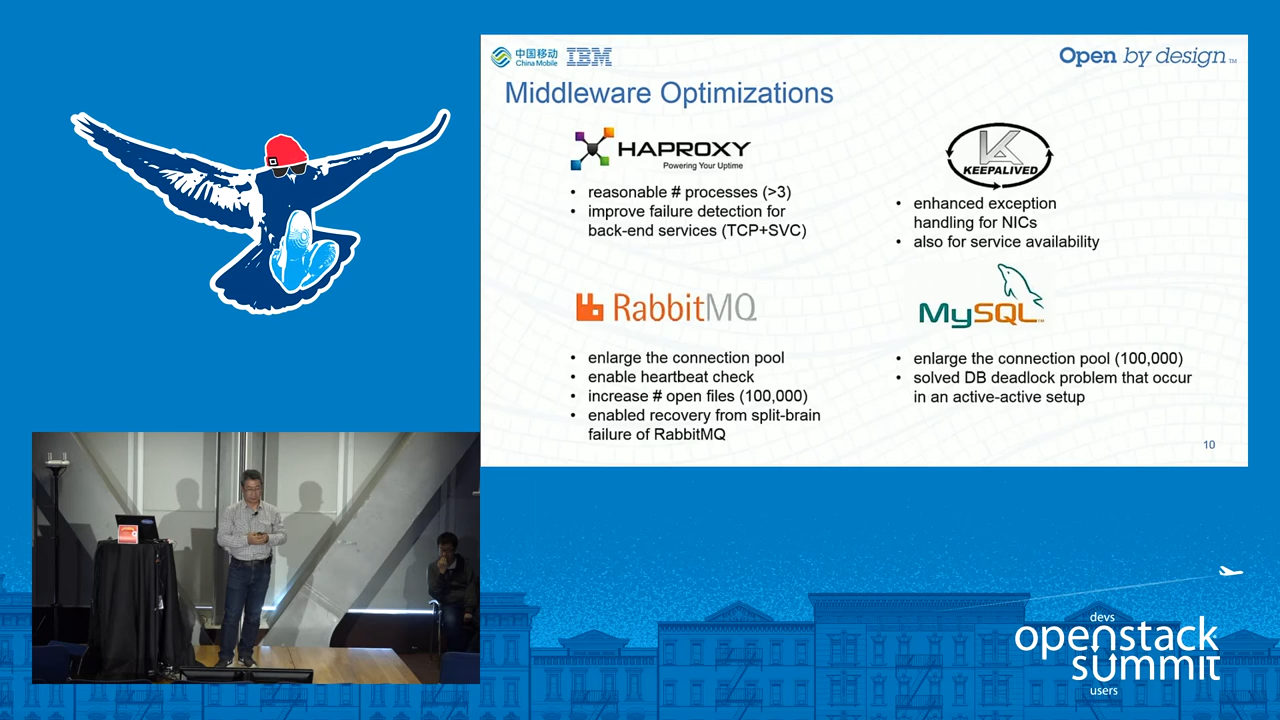 中国移动
China Mobile
IBM
Open by design™
Middleware Optimizations
HAPROXY
Powering Your Uptime
• reasonable # processes (>3)
• improve failure detection for
back-end services (TCP+SVC)
KEEPALIVED
• enhanced exception
handling for NICs
• also for service availability
RabbitMQ
• enlarge the connection pool
• enable heartbeat check
• increase # open files (100,000)
• enabled recovery from split-brain
failure of RabbitMQ
MySQL™
• enlarge the connection pool (100,000)
• solved DB deadlock problem that occur
in an active-active setup
10
devs
openstack
summit
users